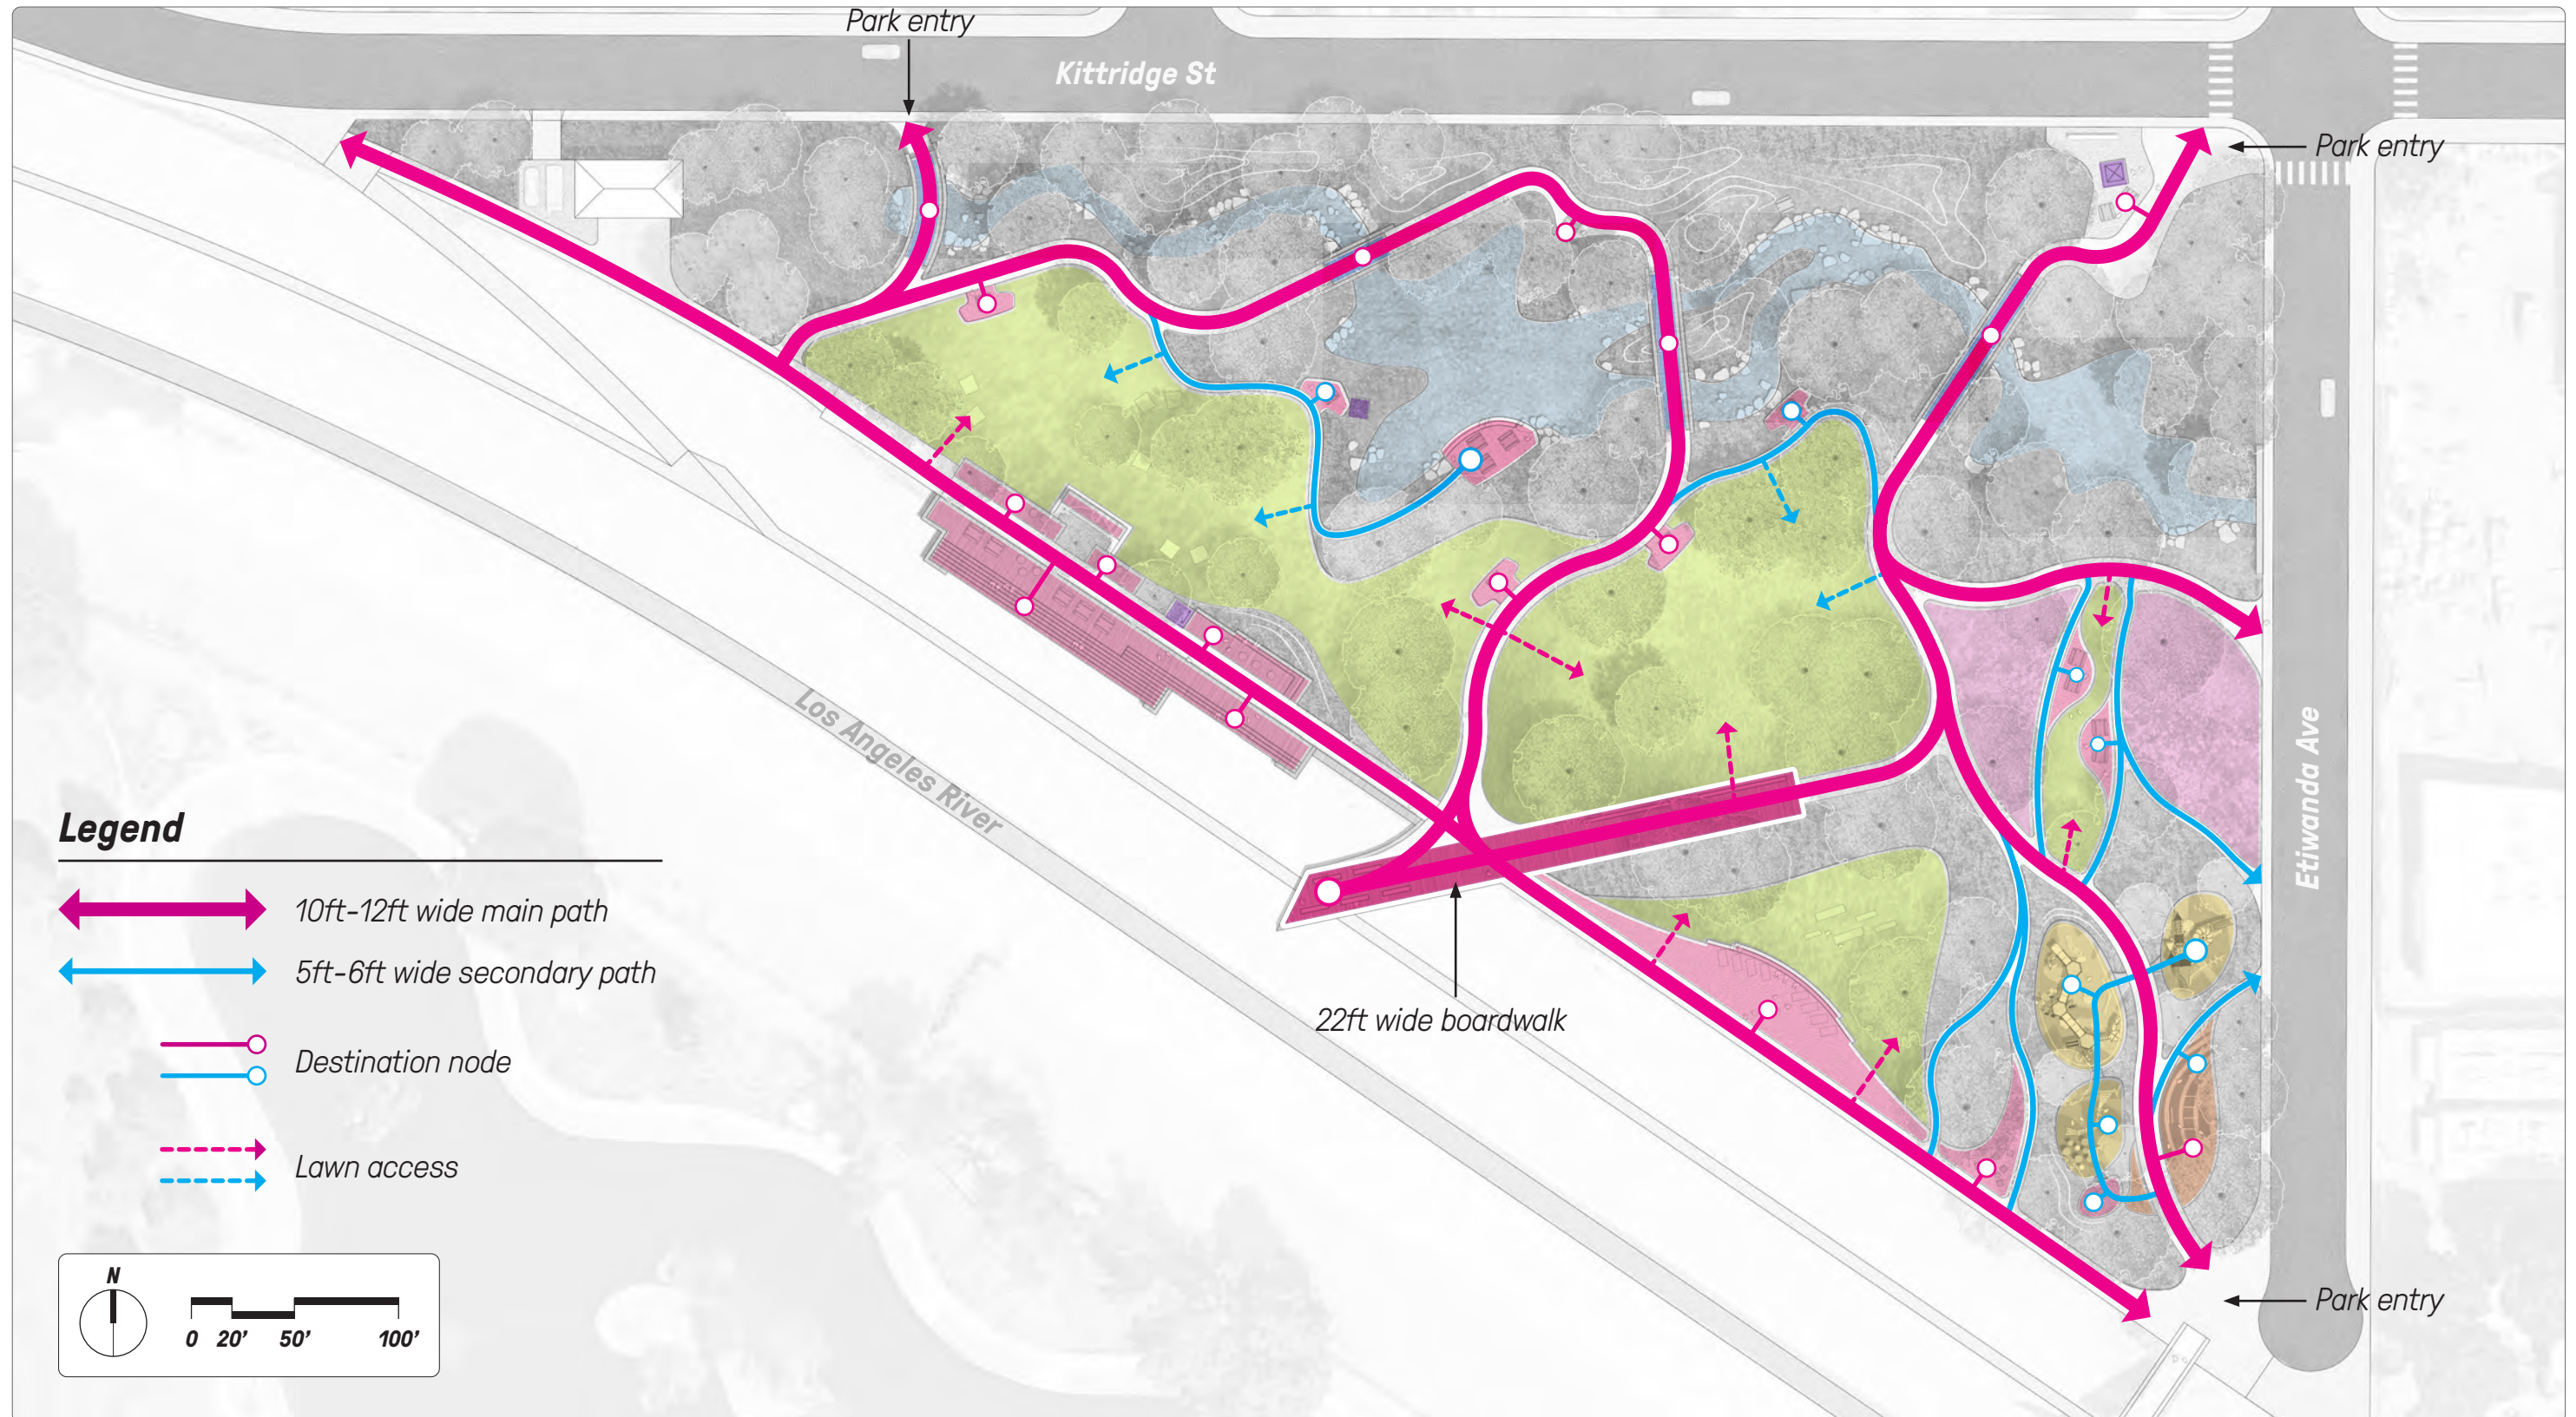 Park entry
Kittridge St
Park entry
Los Angeles River
Etiwanda Ave
Legend
10ft-12ft wide main path
5ft-6ft wide secondary path
Destination node
Lawn access
22ft wide boardwalk
Park entry
N
0 20' 50' 100'